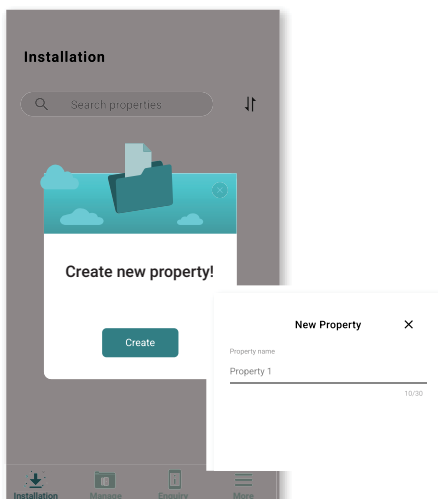 Installation
Search properties
Create new property!
Create
New Property
Property name
Property 1
10/30
Installation
Manage
Enquiry
More